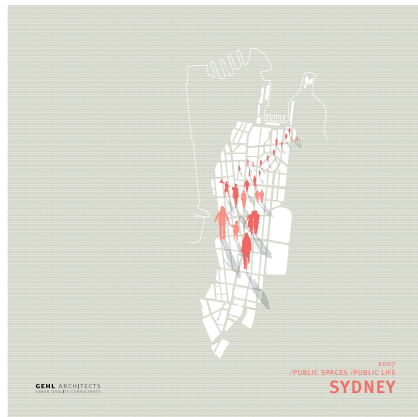 2007
/PUBLIC SPACES /PUBLIC LIFE
SYDNEY
GEHL ARCHITECTS
URBAN QUALITY CONSULTANTS